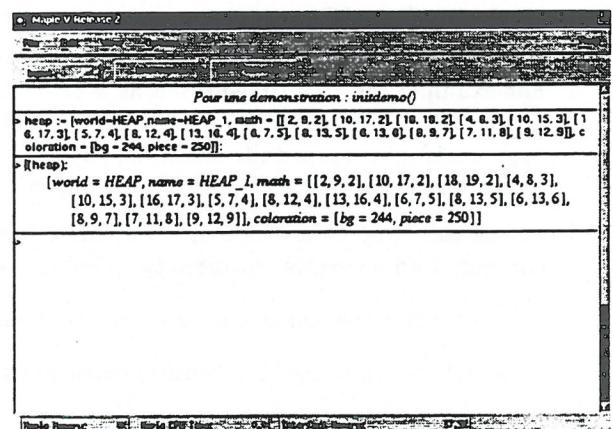 Maple V Release 2
Pour une demonstration : initdemo()
> heap := [world=HEAP,name=HEAP_1, math = [[ 2, 9, 2], [ 10, 17, 2], [ 18, 19, 2], [ 4, 8, 3], [ 10, 15, 3], [ 1
6, 17, 3], [ 5, 7, 4], [ 8, 12, 4], [ 13, 16, 4], [ 6, 7, 5], [ 8, 13, 5], [ 6, 13, 6], [ 8, 9, 7], [ 7, 11, 8], [ 9, 12, 9]], c
oloration = [bg = 244, piece = 250]]:
(heap);
[world = HEAP, name = HEAP_1, math = [[2, 9, 2], [10, 17, 2], [18, 19, 2], [4, 8, 3],
[10, 15, 3], [16, 17, 3], [5, 7, 4], [8, 12, 4], [13, 16, 4], [6, 7, 5], [8, 13, 5], [6, 13, 6],
[8, 9, 7], [7, 11, 8], [9, 12, 9]], coloration = [bg = 244, piece = 250]]
>